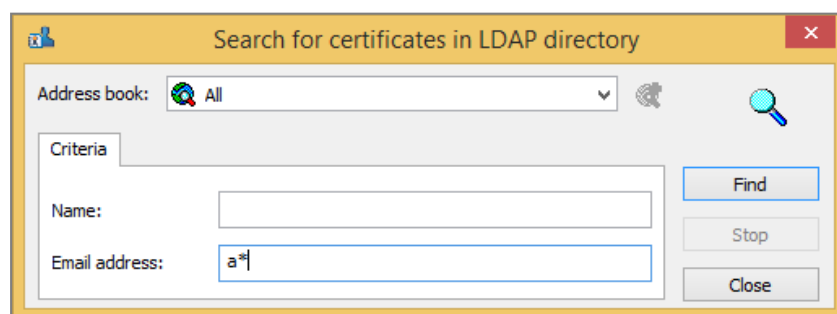 Search for certificates in LDAP directory
Address book: All
Criteria
Find
Name:
Stop
Email address: a*
Close